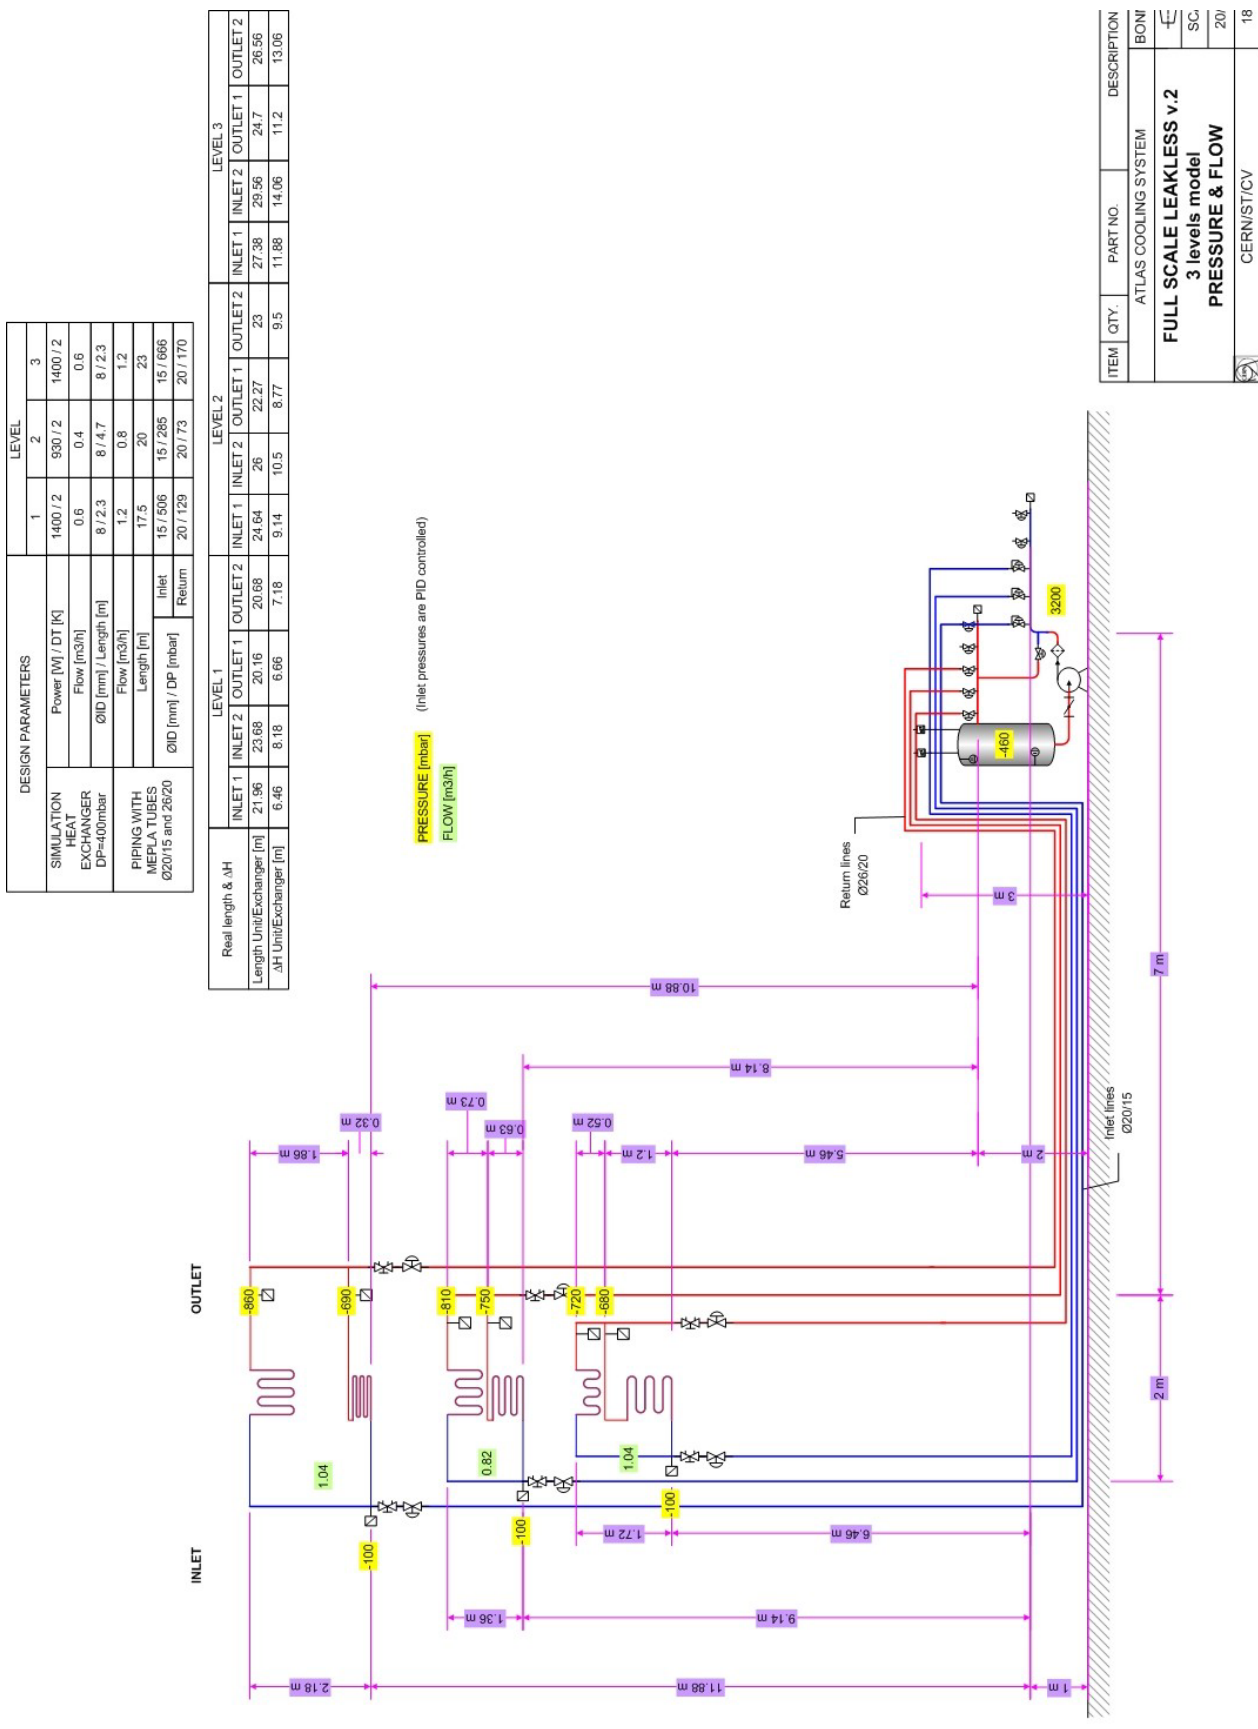 DESIGN PARAMETERS
LEVEL
1 2 3
SIMULATION HEAT EXCHANGER DP=400mbar
Power [W] / DT [K] 1400 / 2 930 / 2 1400 / 2
Flow [m3/h] 0.6 0.4 0.6
ØID [mm] / Length [m] 8 / 2.3 8 / 4.7 8 / 2.3
PIPING WITH MEPLA TUBES Ø20/15 and 26/20
Flow [m3/h] 1.2 0.8 1.2
Length [m] 17.5 20 23
ØID [mm] / DP [mbar]
Inlet 15 / 506 15 / 285 15 / 666
Return 20 / 129 20 / 73 20 / 170
Real length & ΔH
LEVEL 1 LEVEL 2 LEVEL 3
INLET 1 INLET 2 OUTLET 1 OUTLET 2 INLET 1 INLET 2 OUTLET 1 OUTLET 2 INLET 1 INLET 2 OUTLET 1 OUTLET 2
Length Unit/Exchanger [m] 21.96 23.68 20.16 20.68 24.64 26 22.27 23 27.38 29.56 24.7 26.56
ΔH Unit/Exchanger [m] 6.46 8.18 6.66 7.18 9.14 10.5 8.77 9.5 11.88 14.06 11.2 13.06
PRESSURE [mbar] (Inlet pressures are PID controlled)
FLOW [m3/h]
INLET
OUTLET
2.18 m
11.88 m
1 m
1.36 m
9.14 m
1.72 m
6.46 m
-100
-100
-100
1.04
0.82
1.04
-860
-690
-810
-750
-720
-680
1.86 m
0.32 m
0.73 m
0.63 m
0.52 m
1.2 m
5.46 m
2 m
8.14 m
10.88 m
3 m
2 m
7 m
Return lines
Ø26/20
Inlet lines
Ø20/15
-460
3200
ITEM QTY. PART NO. DESCRIPTION
ATLAS COOLING SYSTEM
FULL SCALE LEAKLESS v.2
3 levels model
PRESSURE & FLOW
CERN/ST/CV
20/
18